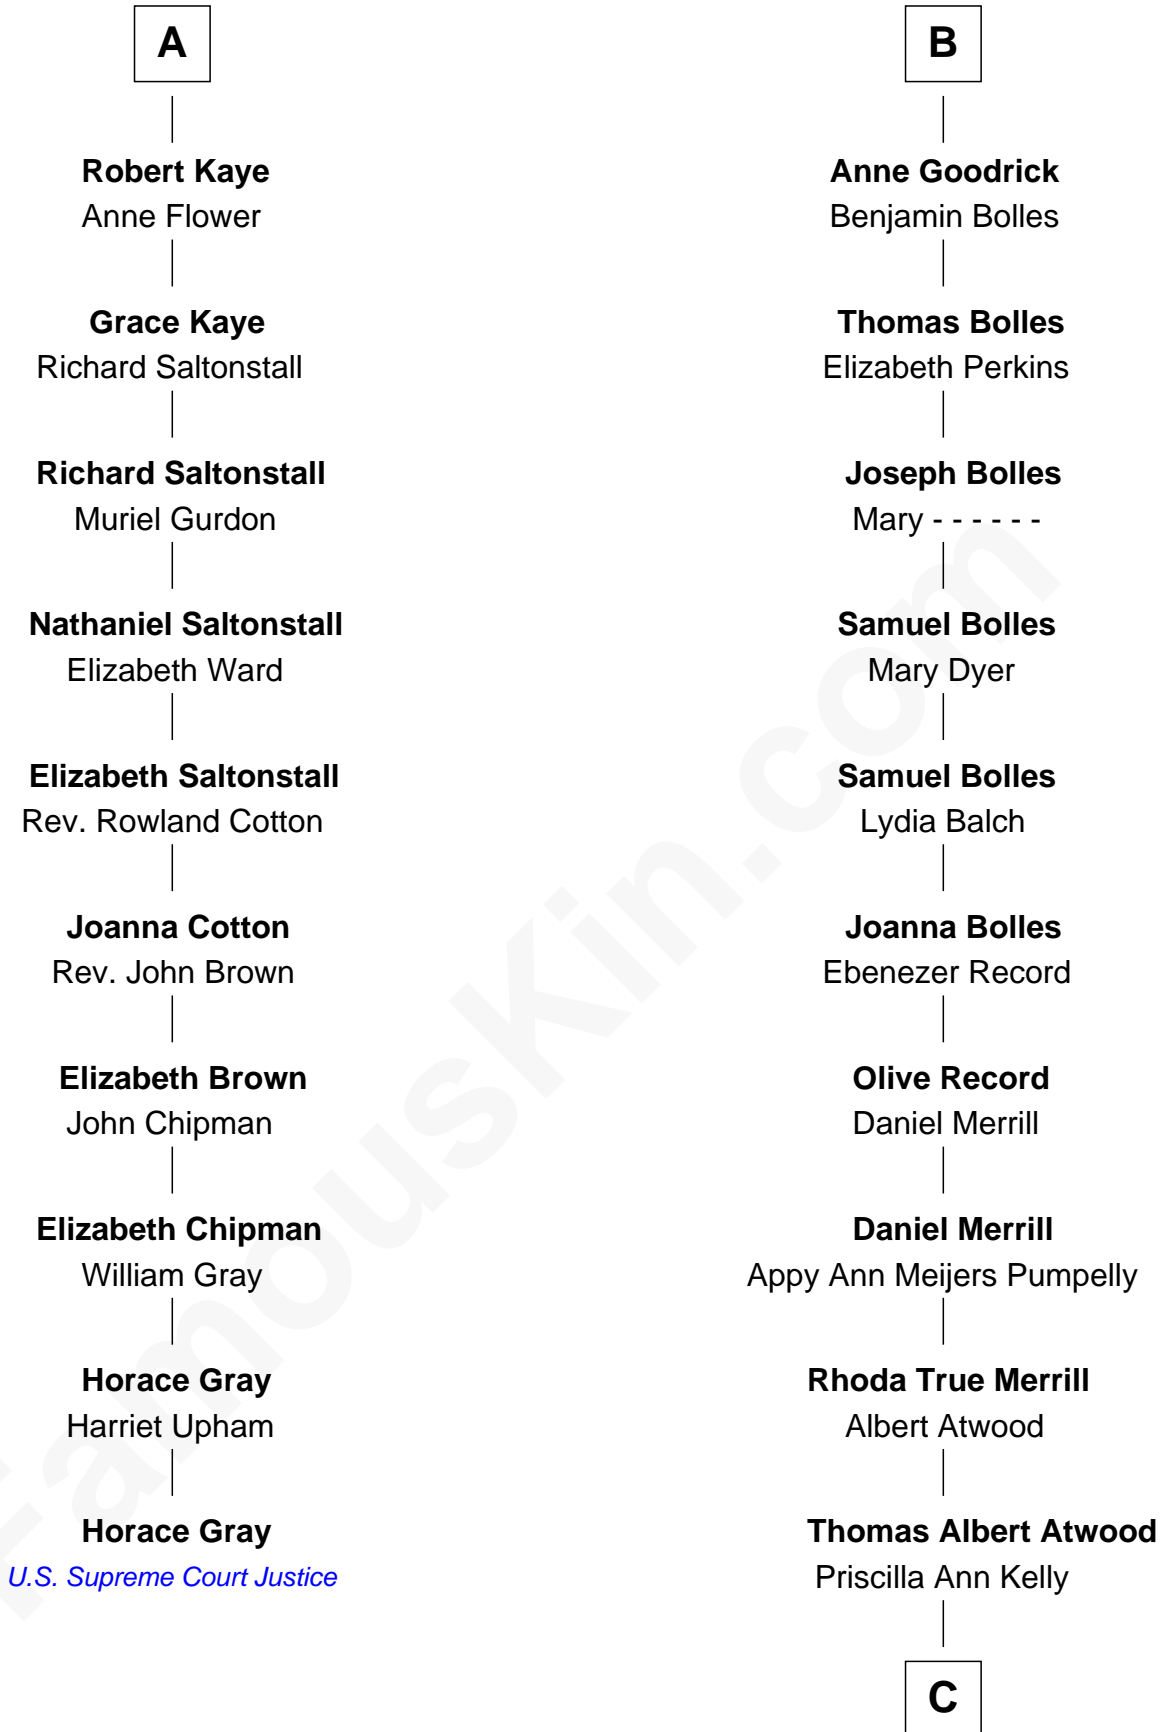 A
Robert Kaye
Anne Flower
Grace Kaye
Richard Saltonstall
Richard Saltonstall
Muriel Gurdon
Nathaniel Saltonstall
Elizabeth Ward
Elizabeth Saltonstall
Rev. Rowland Cotton
Joanna Cotton
Rev. John Brown
Elizabeth Brown
John Chipman
Elizabeth Chipman
William Gray
Horace Gray
Harriet Upham
Horace Gray
U.S. Supreme Court Justice
B
Anne Goodrick
Benjamin Bolles
Thomas Bolles
Elizabeth Perkins
Joseph Bolles
Mary - - - - - -
Samuel Bolles
Mary Dyer
Samuel Bolles
Lydia Balch
Joanna Bolles
Ebenezer Record
Olive Record
Daniel Merrill
Daniel Merrill
Appy Ann Meijers Pumpelly
Rhoda True Merrill
Albert Atwood
Thomas Albert Atwood
Priscilla Ann Kelly
C
FamousKin.com